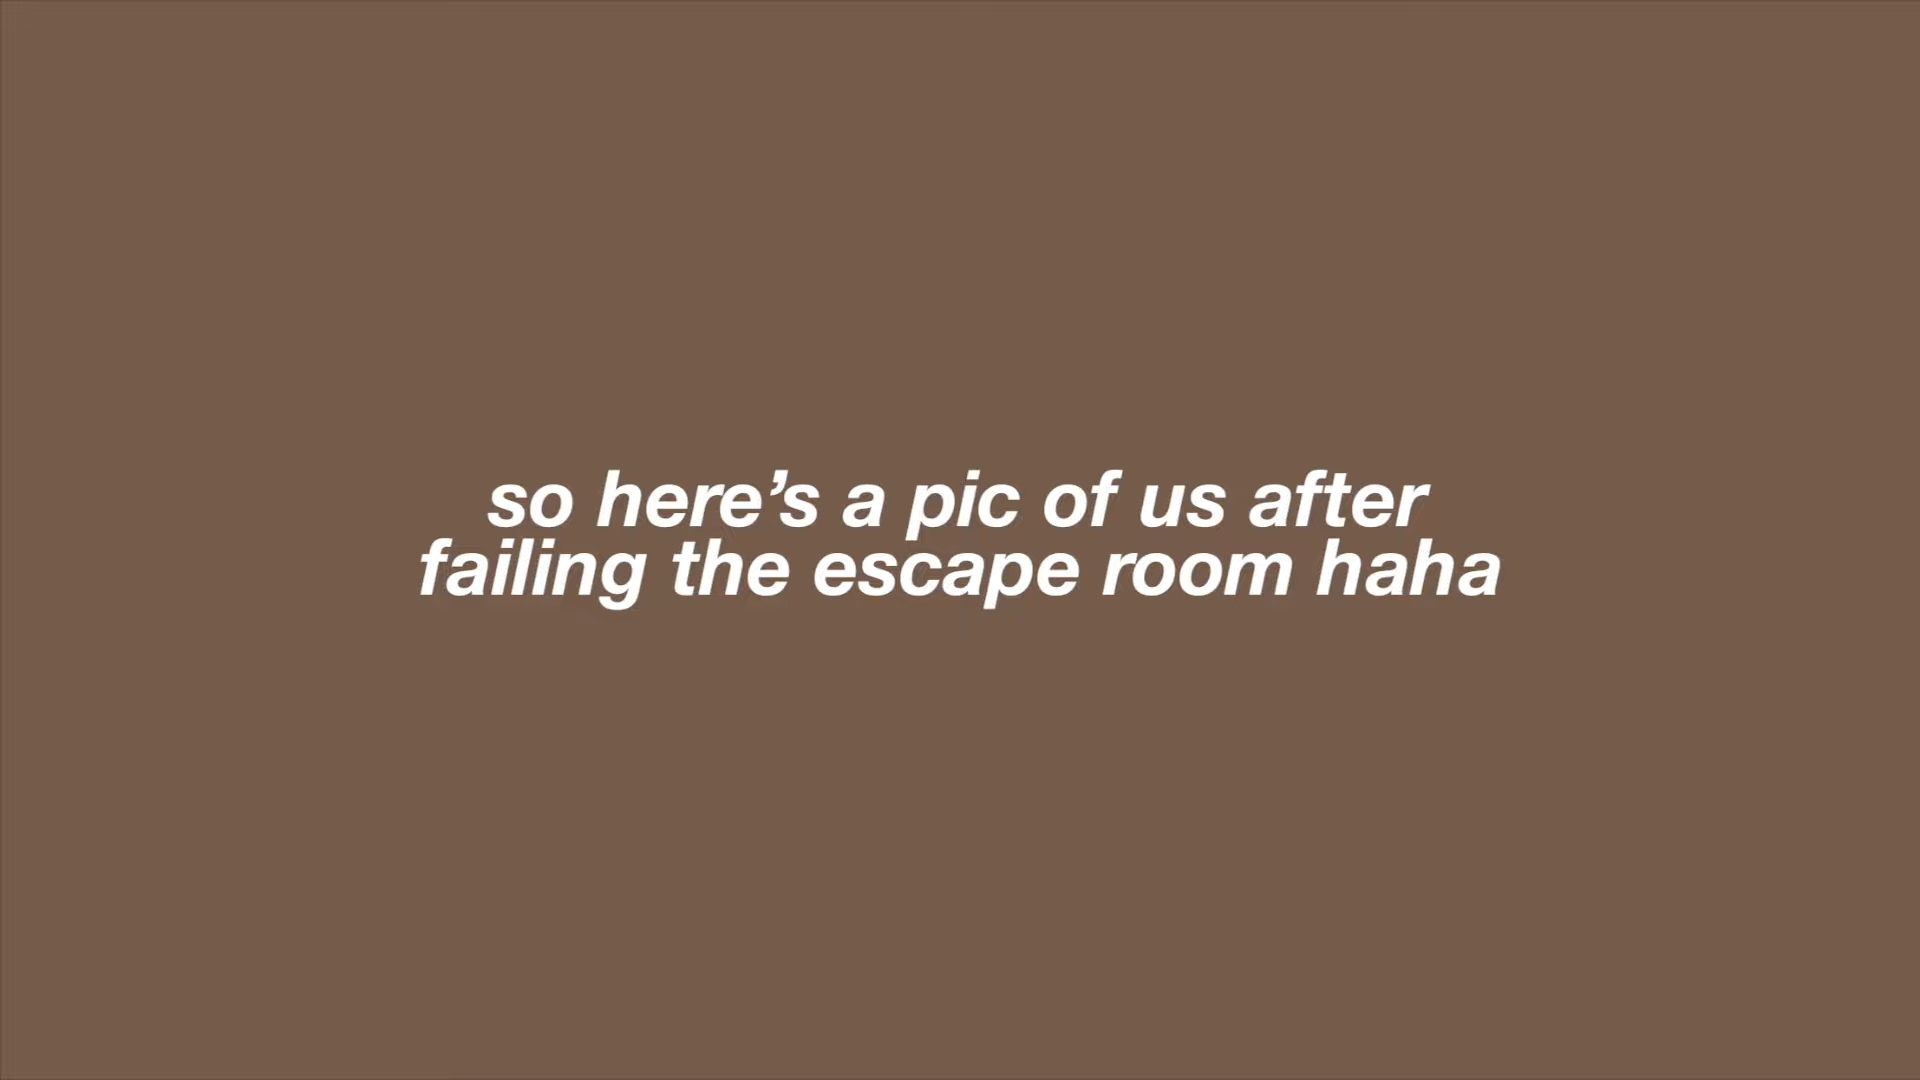 so here’s a pic of us after
failing the escape room haha